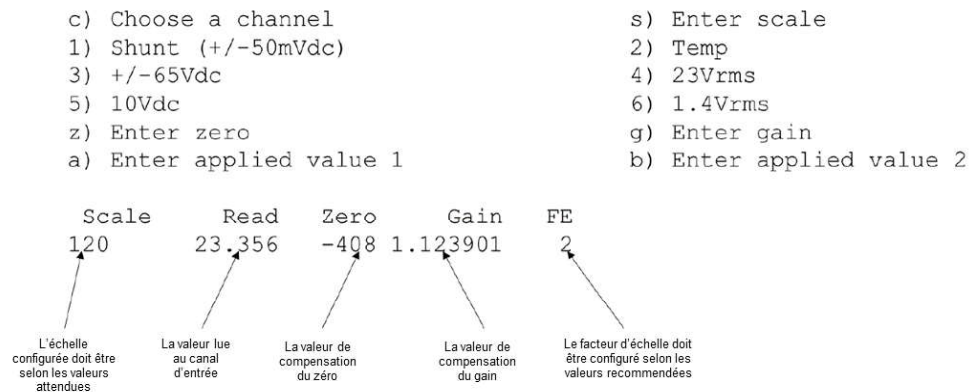 c) Choose a channel s) Enter scale
1) Shunt (+/-50mVdc) 2) Temp
3) +/-65Vdc 4) 23Vrms
5) 10Vdc 6) 1.4Vrms
z) Enter zero g) Enter gain
a) Enter applied value 1 b) Enter applied value 2
Scale Read Zero Gain FE
120 23.356 -408 1.123901 2
L'échelle
configurée doit être
selon les valeurs
attendues
La valeur lue
au canal
d'entrée
La valeur de
compensation
du zéro
La valeur de
compensation
du gain
Le facteur d'échelle doit
être configuré selon les
valeurs recommendées